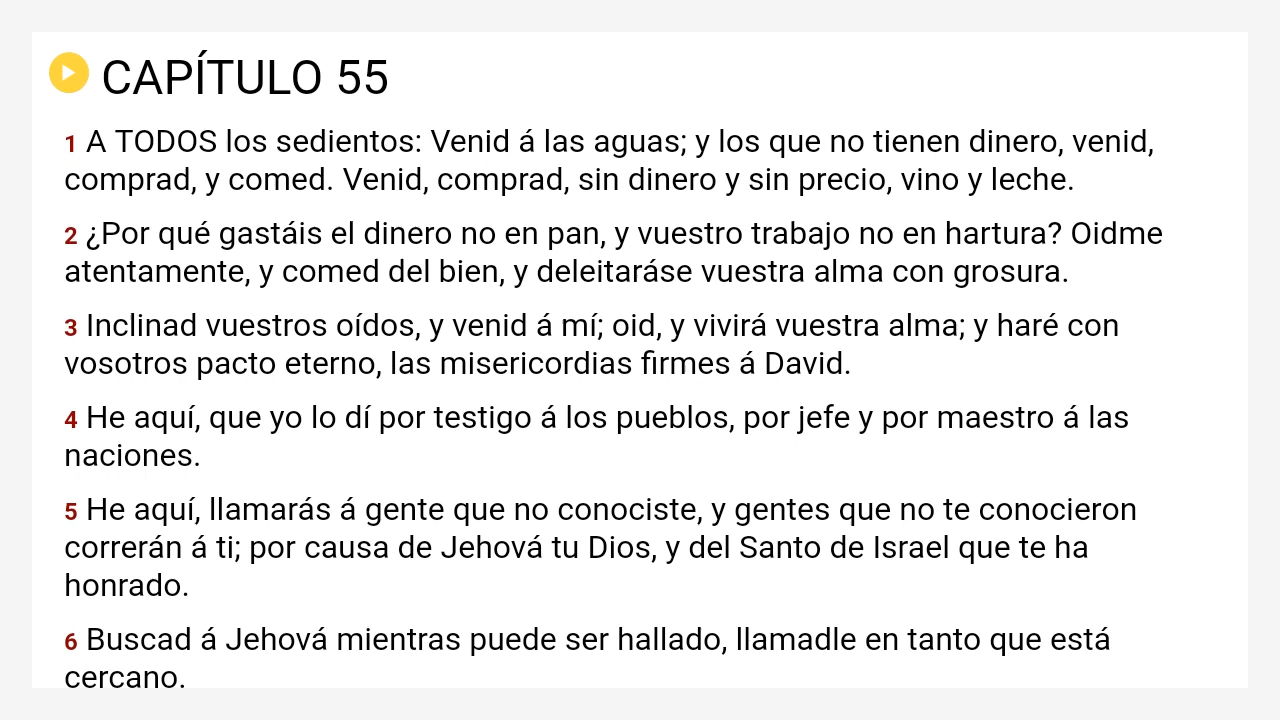 CAPÍTULO 55
1 A TODOS los sedientos: Venid á las aguas; y los que no tienen dinero, venid,
comprad, y comed. Venid, comprad, sin dinero y sin precio, vino y leche.
2 ¿Por qué gastáis el dinero no en pan, y vuestro trabajo no en hartura? Oidme
atentamente, y comed del bien, y deleitaráse vuestra alma con grosura.
3 Inclinad vuestros oídos, y venid á mí; oid, y vivirá vuestra alma; y haré con
vosotros pacto eterno, las misericordias firmes á David.
4 He aquí, que yo lo dí por testigo á los pueblos, por jefe y por maestro á las
naciones.
5 He aquí, llamarás á gente que no conociste, y gentes que no te conocieron
correrán á ti; por causa de Jehová tu Dios, y del Santo de Israel que te ha
honrado.
6 Buscad á Jehová mientras puede ser hallado, llamadle en tanto que está
cercano.